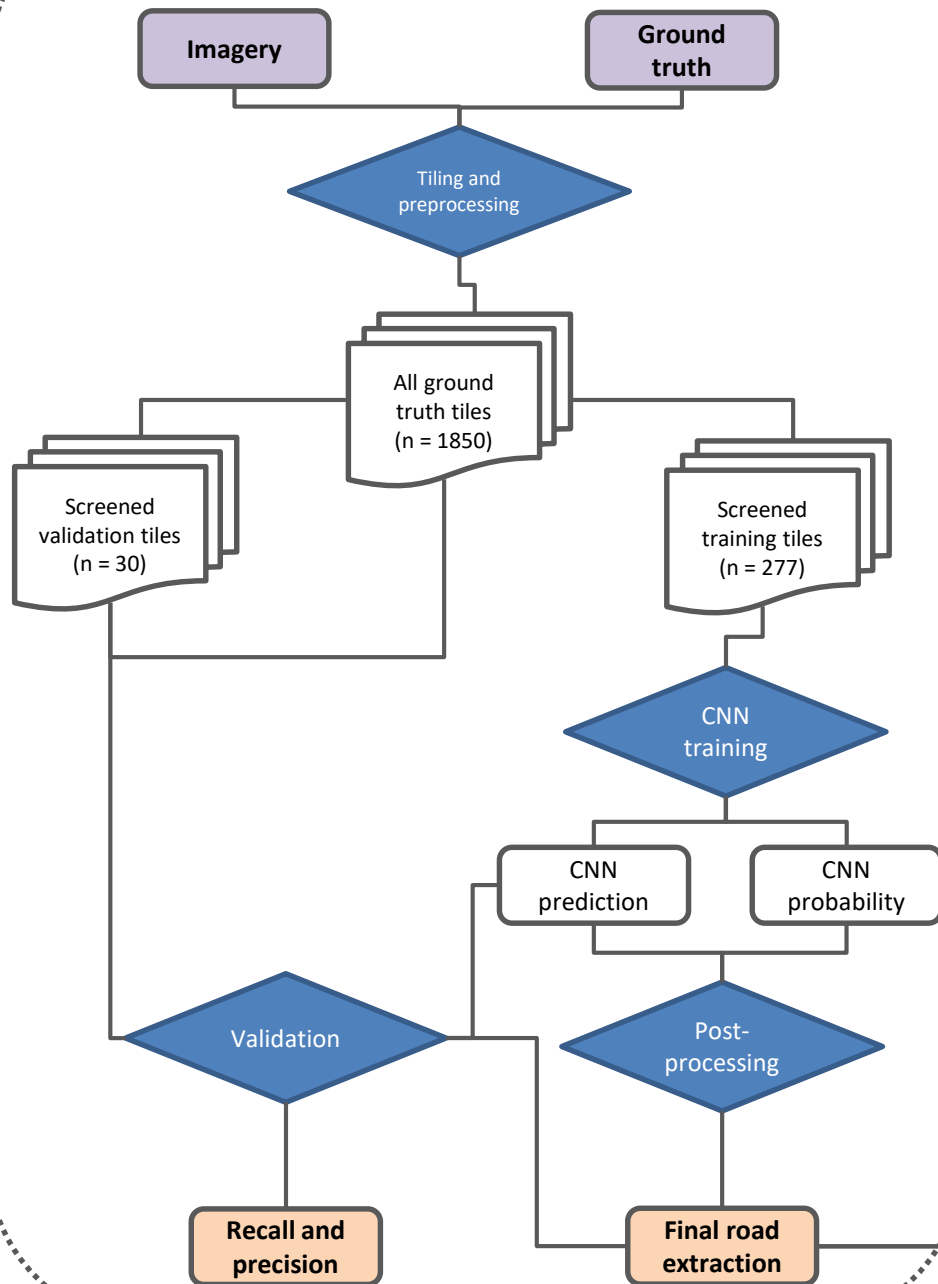 Imagery
Ground
truth
Tiling and
preprocessing
All ground
truth tiles
(n = 1850)
Screened
validation tiles
(n = 30)
Screened
training tiles
(n = 277)
CNN
training
CNN
prediction
CNN
probability
Validation
Post-
processing
Recall and
precision
Final road
extraction